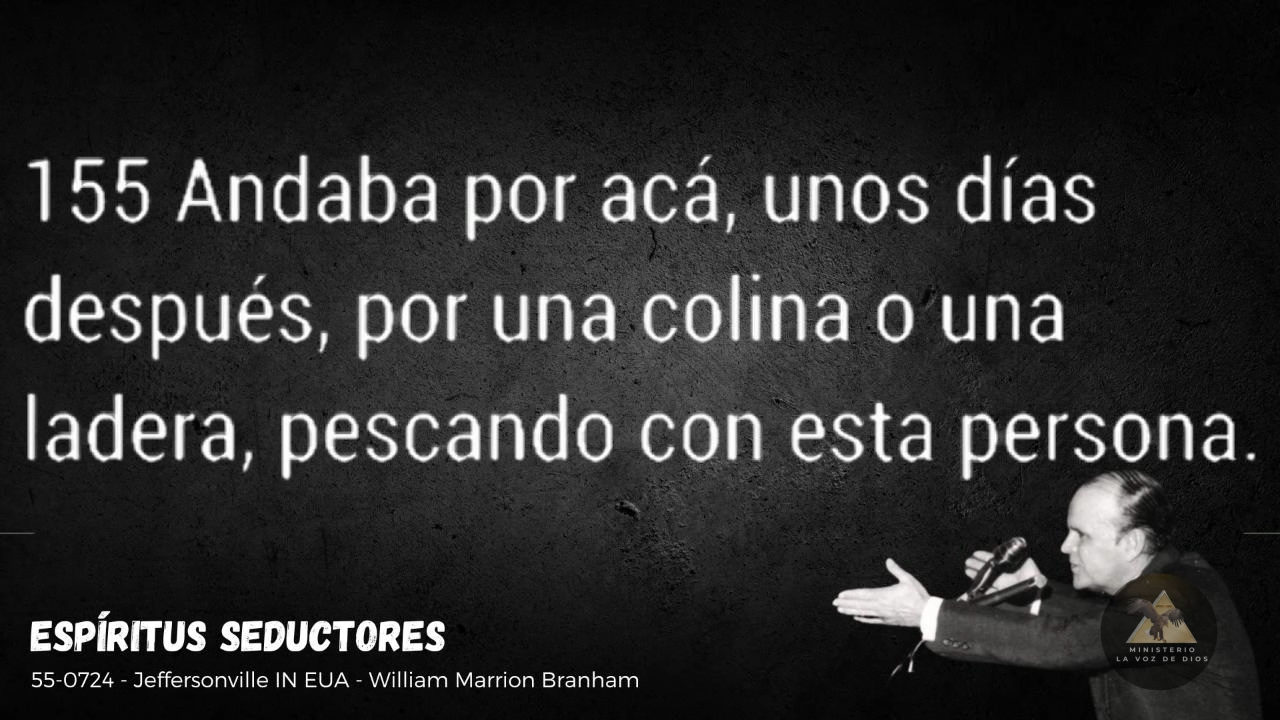 155 Andaba por acá, unos días
después, por una colina o una
ladera, pescando con esta persona.
ESPÍRITUS SEDUCTORES
55-0724 - Jeffersonville IN EUA - William Marrion Branham
MINISTERIO
LA VOZ DE DIOS